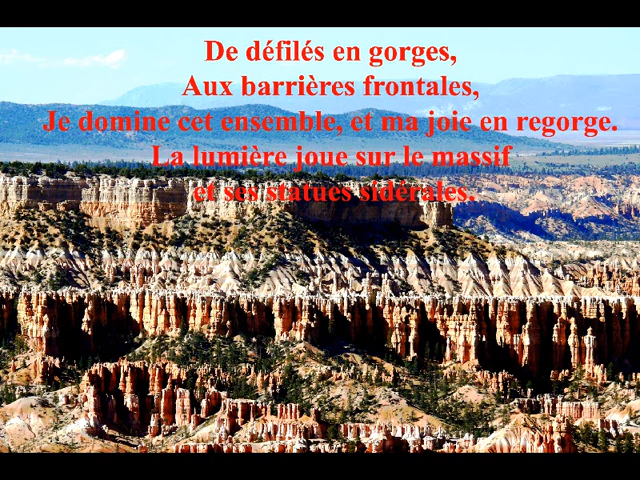 De défilés en gorges,
Aux barrières frontales,
Je domine cet ensemble, et ma joie en regorge.
La lumière joue sur le massif
et ses statues sidérales.